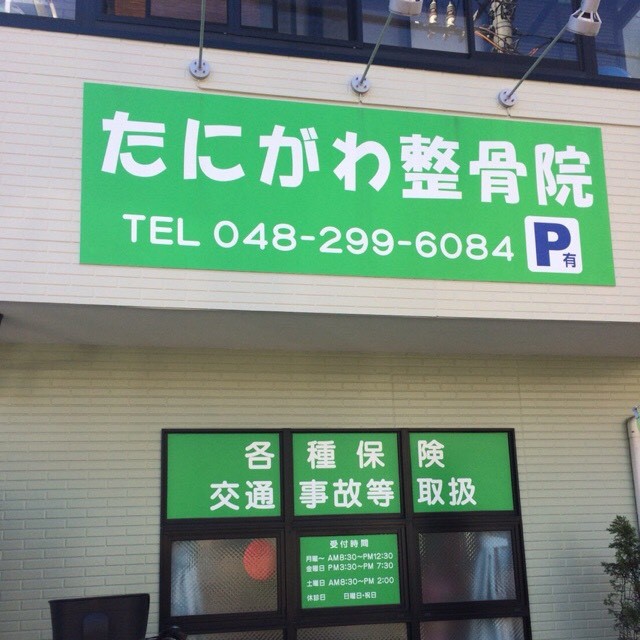 たにがわ整骨院
TEL 048-299-6084
P有
各種保険
交通事故等取扱
受付時間
月曜〜 AM8:30〜PM12:30
金曜日 PM3:30〜PM 7:30
土曜日 AM8:30〜PM 2:00
休診日 日曜日・祝日